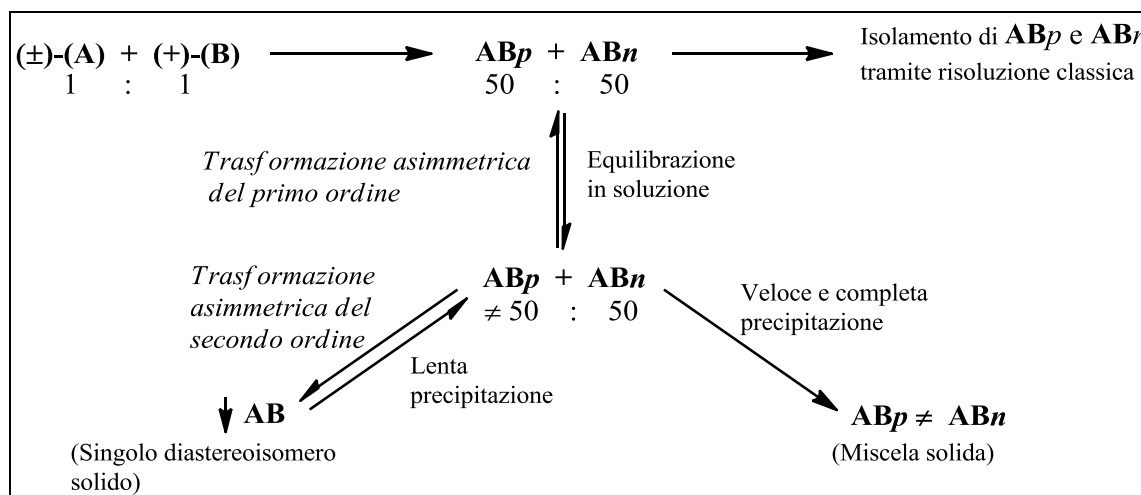 (±)-(A) + (+)-(B)
1 : 1
ABp + ABn
50 : 50
Isolamento di ABp e ABn
tramite risoluzione classica
Trasformazione asimmetrica
del primo ordine
Equilibrazione
in soluzione
Trasformazione
asimmetrica del
secondo ordine
ABp + ABn
≠ 50 : 50
Veloce e completa
precipitazione
Lenta
precipitazione
AB
(Singolo diastereoisomero
solido)
ABp ≠ ABn
(Miscela solida)